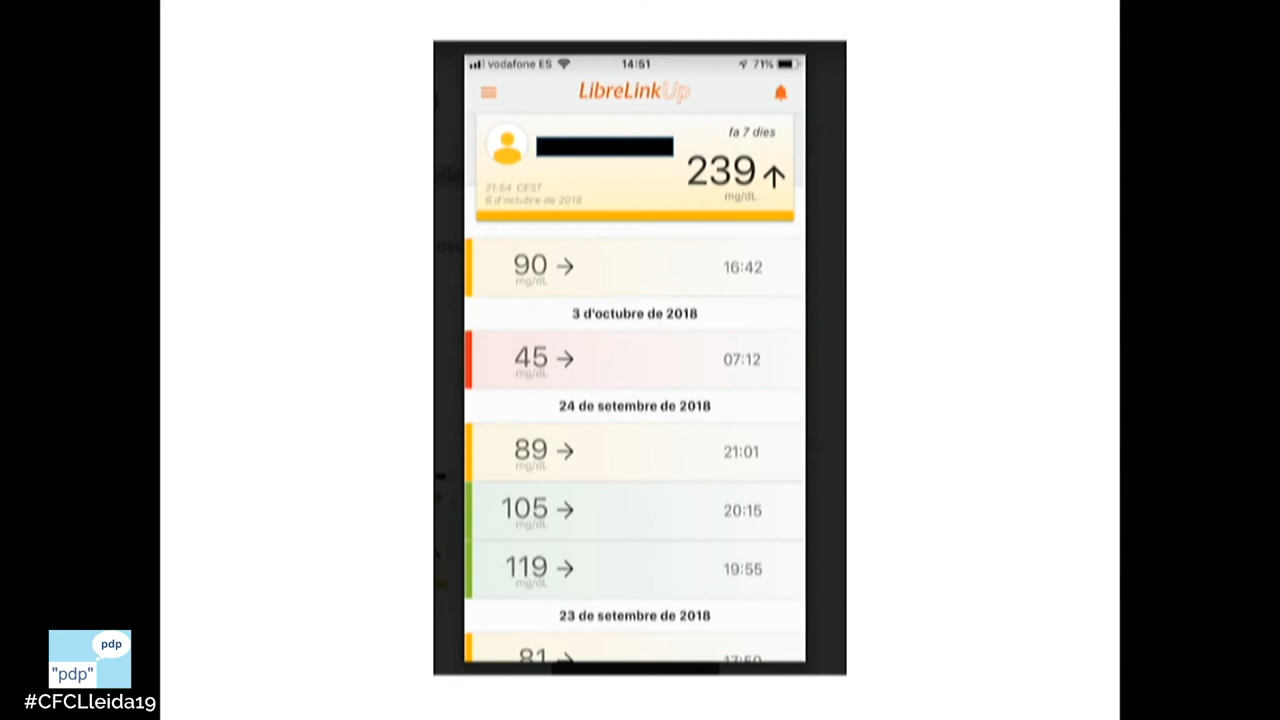 vodafone ES 14:51 71%
LibreLinkUp
fa 7 dies
239
mg/dL
21:54 CEST
6 d'octubre de 2018
90 16:42
mg/dL
3 d'octubre de 2018
45 07:12
mg/dL
24 de setembre de 2018
89 21:01
mg/dL
105 20:15
mg/dL
119 19:55
mg/dL
23 de setembre de 2018
81 17:50
pdp
"pdp"
#CFCLleida19